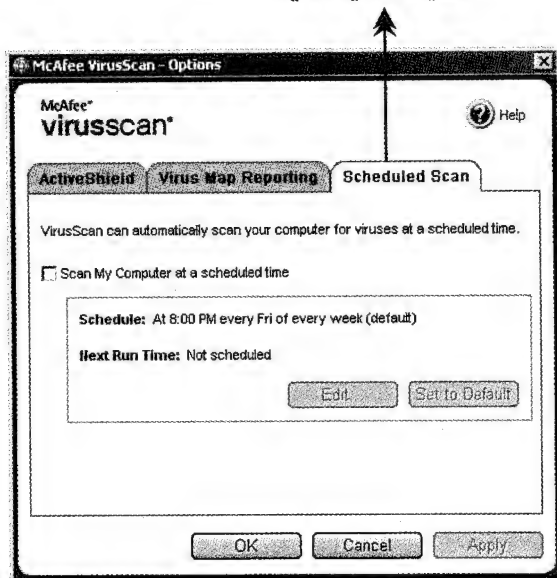 McAfee VirusScan - Options
McAfee®
virusscan®
Help
ActiveShield
Virus Map Reporting
Scheduled Scan
VirusScan can automatically scan your computer for viruses at a scheduled time.
Scan My Computer at a scheduled time
Schedule: At 8:00 PM every Fri of every week (default)
Next Run Time: Not scheduled
Edit
Set to Default
OK
Cancel
Apply